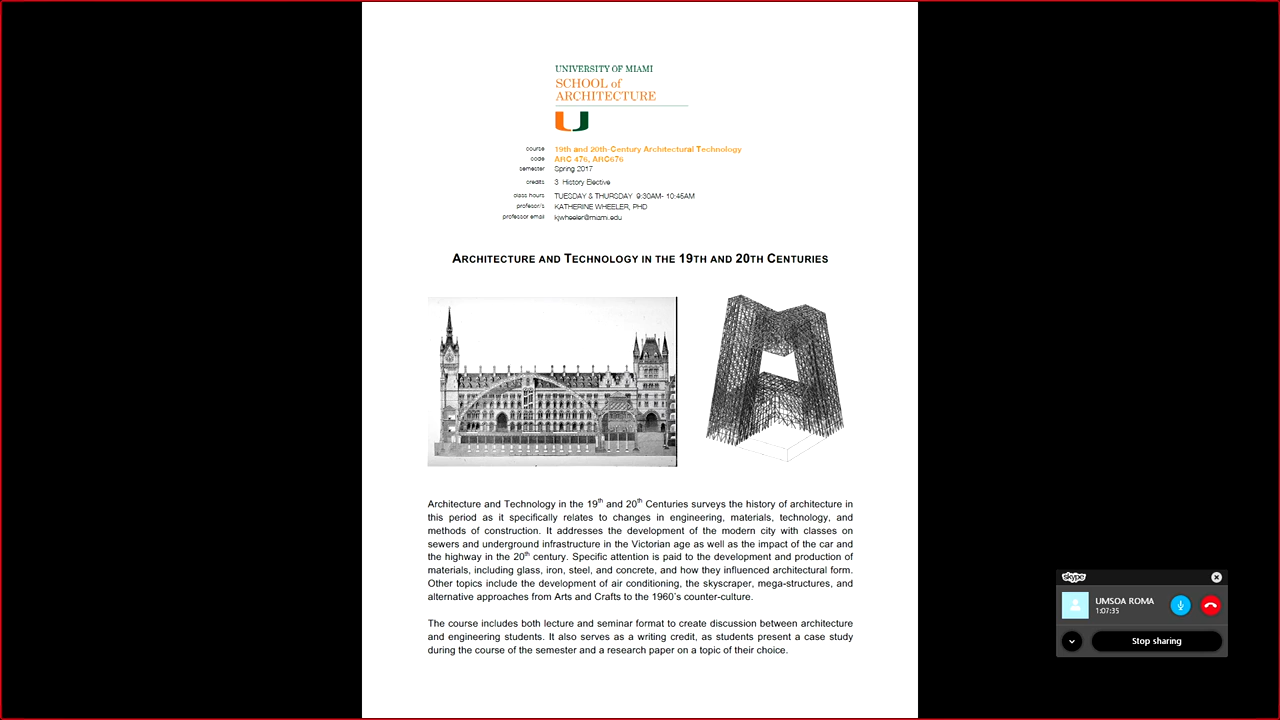 UNIVERSITY OF MIAMI
SCHOOL of
ARCHITECTURE
course 19th and 20th-Century Architectural Technology
code ARC 476, ARC676
semester Spring 2017
credits 3 History Elective
class hours TUESDAY & THURSDAY 9:30AM- 10:45AM
profesor/s KATHERINE WHEELER, PHD
professor email kjwheeler@miami.edu
ARCHITECTURE AND TECHNOLOGY IN THE 19TH AND 20TH CENTURIES
Architecture and Technology in the 19th and 20th Centuries surveys the history of architecture in
this period as it specifically relates to changes in engineering, materials, technology, and
methods of construction. It addresses the development of the modern city with classes on
sewers and underground infrastructure in the Victorian age as well as the impact of the car and
the highway in the 20th century. Specific attention is paid to the development and production of
materials, including glass, iron, steel, and concrete, and how they influenced architectural form.
Other topics include the development of air conditioning, the skyscraper, mega-structures, and
alternative approaches from Arts and Crafts to the 1960's counter-culture.
The course includes both lecture and seminar format to create discussion between architecture
and engineering students. It also serves as a writing credit, as students present a case study
during the course of the semester and a research paper on a topic of their choice.
skype
UMSOA ROMA
1:07:35
Stop sharing